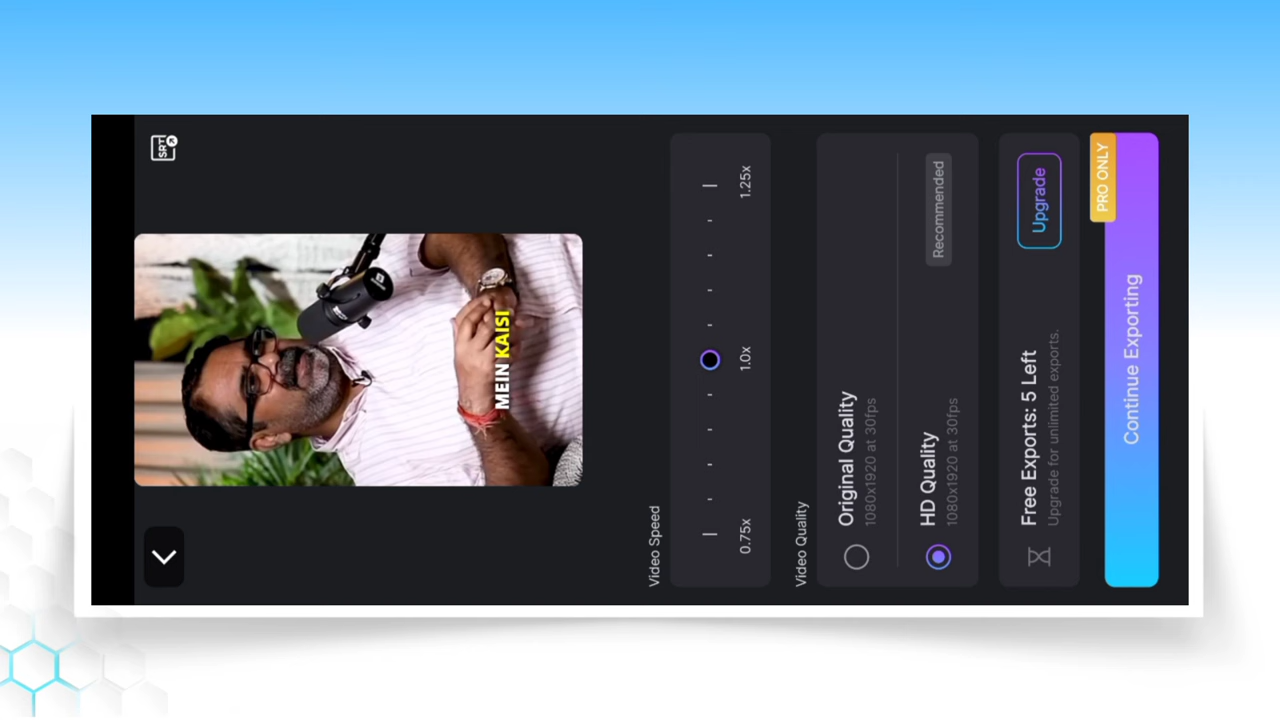 SRT
MEIN KAISI
Video Speed
0.75x 1.0x 1.25x
Video Quality
Original Quality
1080x1920 at 30fps
HD Quality Recommended
1080x1920 at 30fps
Free Exports: 5 Left Upgrade
Upgrade for unlimited exports.
PRO ONLY
Continue Exporting